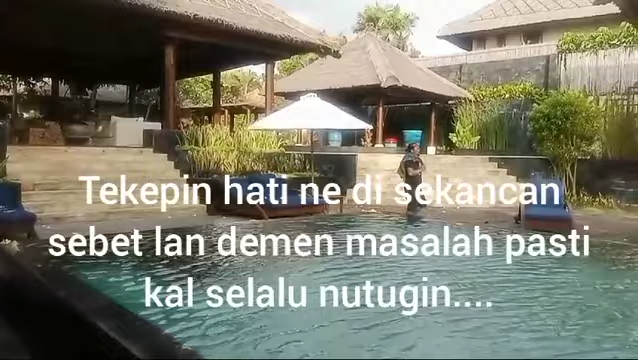 Tekepin hati ne di sekancan
sebet lan demen masalah pasti
kal selalu nutugin....